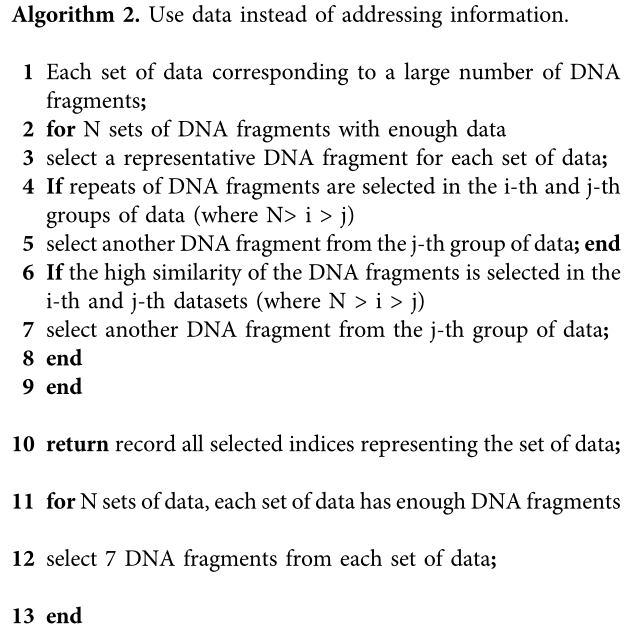 Algorithm 2. Use data instead of addressing information.
1 Each set of data corresponding to a large number of DNA
fragments;
2 for N sets of DNA fragments with enough data
3 select a representative DNA fragment for each set of data;
4 If repeats of DNA fragments are selected in the i-th and j-th
groups of data (where N> i > j)
5 select another DNA fragment from the j-th group of data; end
6 If the high similarity of the DNA fragments is selected in the
i-th and j-th datasets (where N > i > j)
7 select another DNA fragment from the j-th group of data;
8 end
9 end
10 return record all selected indices representing the set of data;
11 for N sets of data, each set of data has enough DNA fragments
12 select 7 DNA fragments from each set of data;
13 end